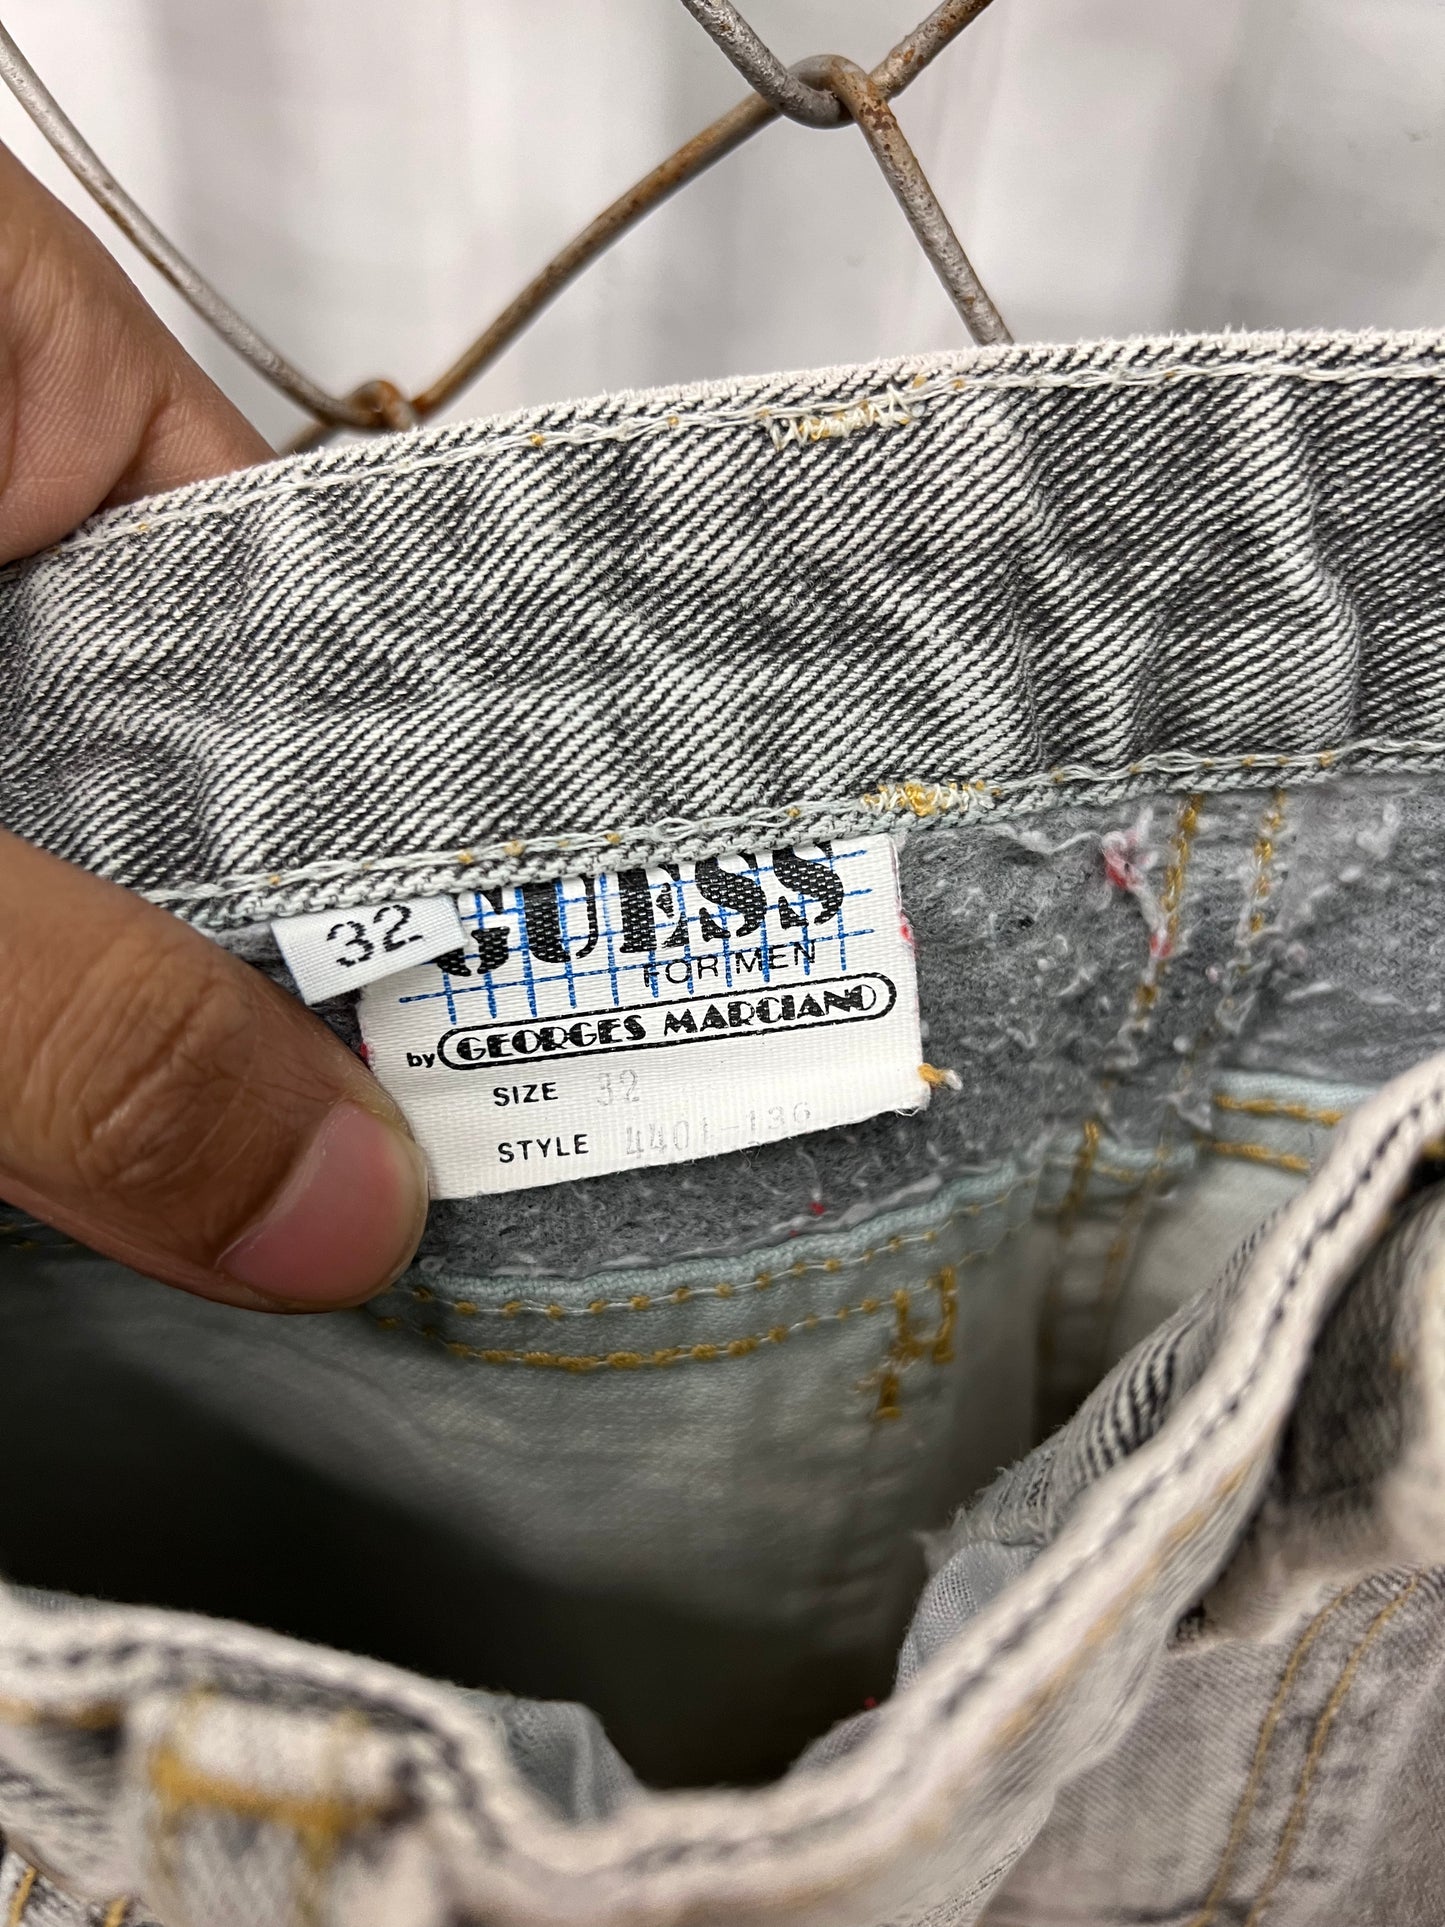 32
GUESS
FOR MEN
by GEORGES MARCIANO
SIZE 32
STYLE 4401-136